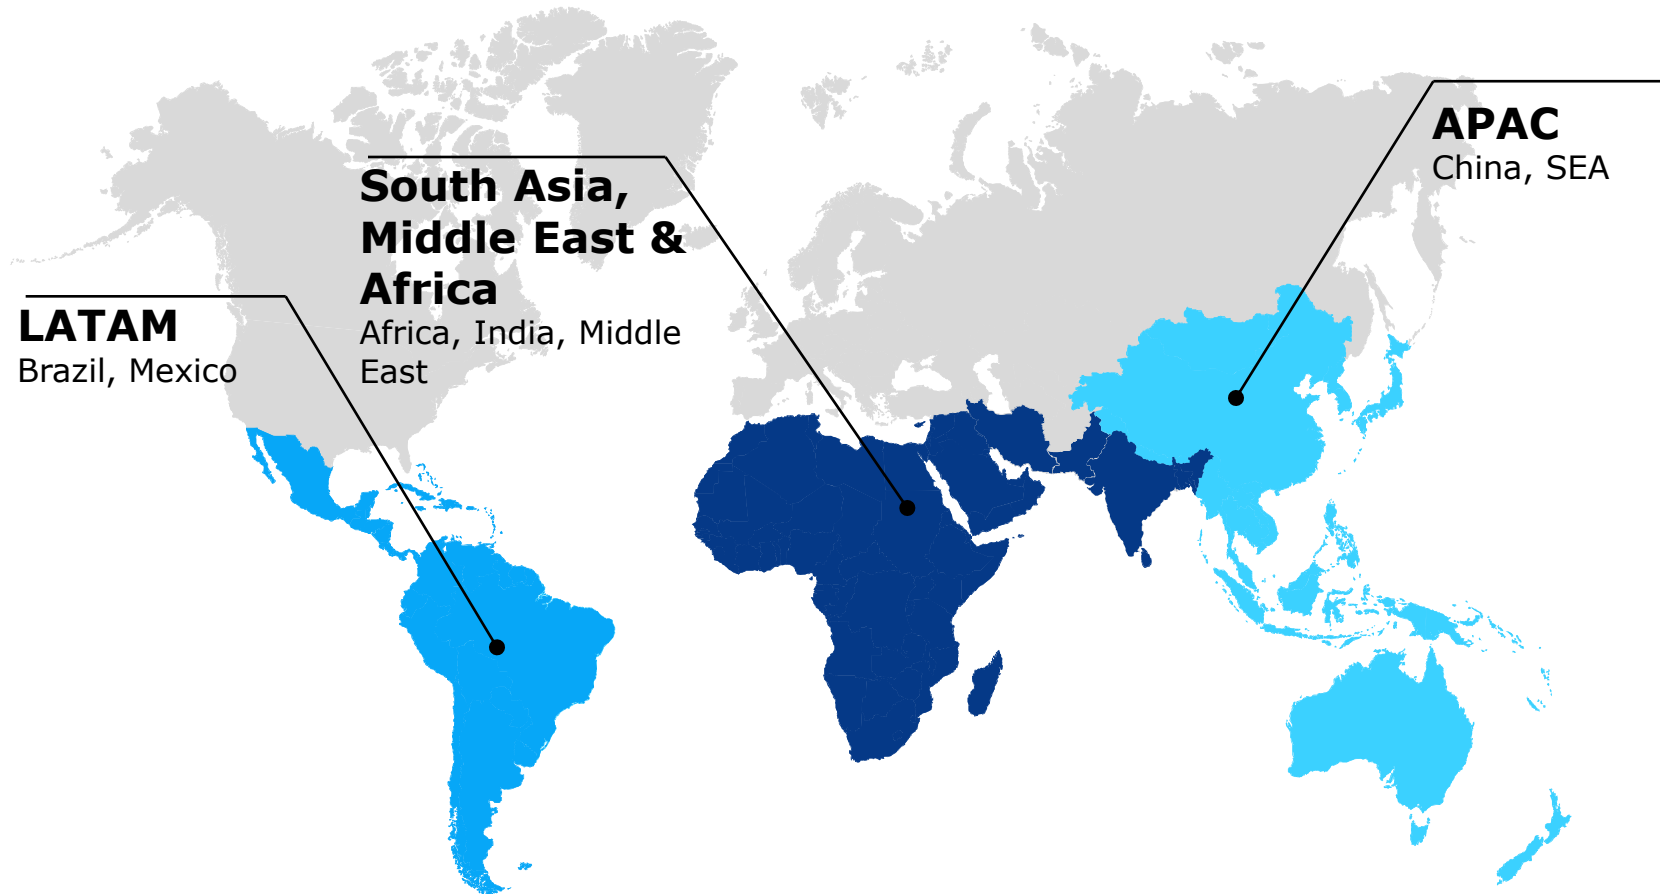 LATAM
Brazil, Mexico
South Asia,
Middle East &
Africa
Africa, India, Middle
East
APAC
China, SEA